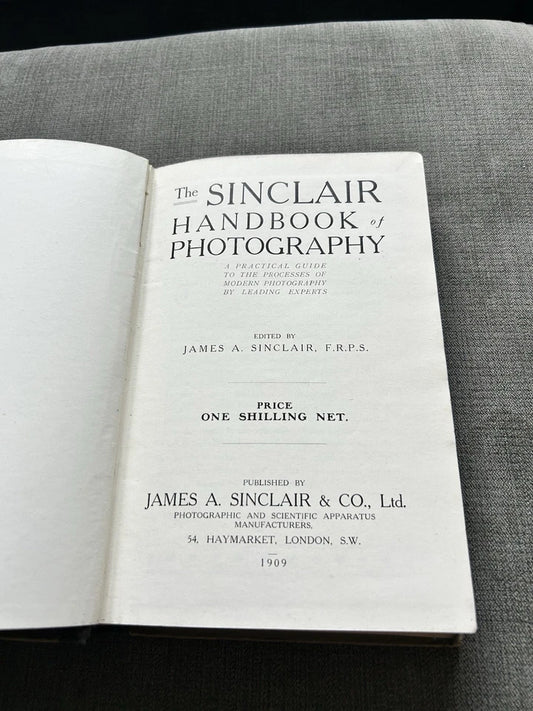 The SINCLAIR
HANDBOOK of
PHOTOGRAPHY
A PRACTICAL GUIDE
TO THE PROCESSES OF
MODERN PHOTOGRAPHY
BY LEADING EXPERTS
EDITED BY
JAMES A. SINCLAIR, F.R.P.S.
PRICE
ONE SHILLING NET.
PUBLISHED BY
JAMES A. SINCLAIR & CO., Ltd.
PHOTOGRAPHIC AND SCIENTIFIC APPARATUS
MANUFACTURERS,
54, HAYMARKET, LONDON, S.W.
1909